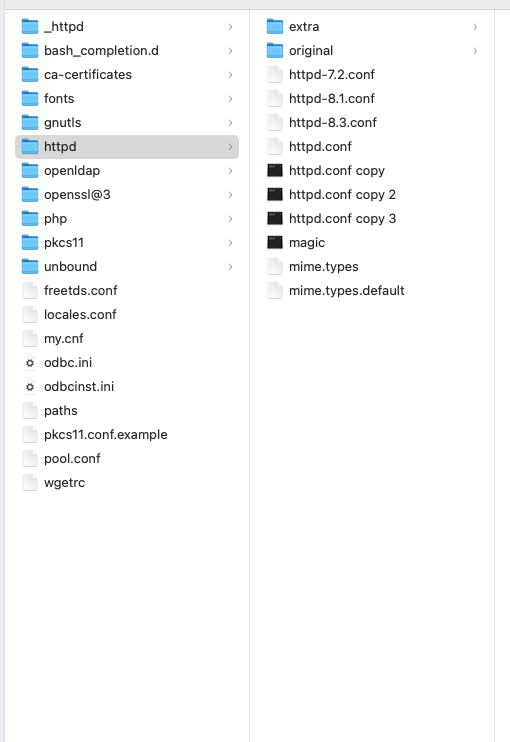 _httpd
bash_completion.d
ca-certificates
fonts
gnutls
httpd
openldap
openssl@3
php
pkcs11
unbound
freetds.conf
locales.conf
my.cnf
odbc.ini
odbcinst.ini
paths
pkcs11.conf.example
pool.conf
wgetrc
extra
original
httpd-7.2.conf
httpd-8.1.conf
httpd-8.3.conf
httpd.conf
httpd.conf copy
httpd.conf copy 2
httpd.conf copy 3
magic
mime.types
mime.types.default